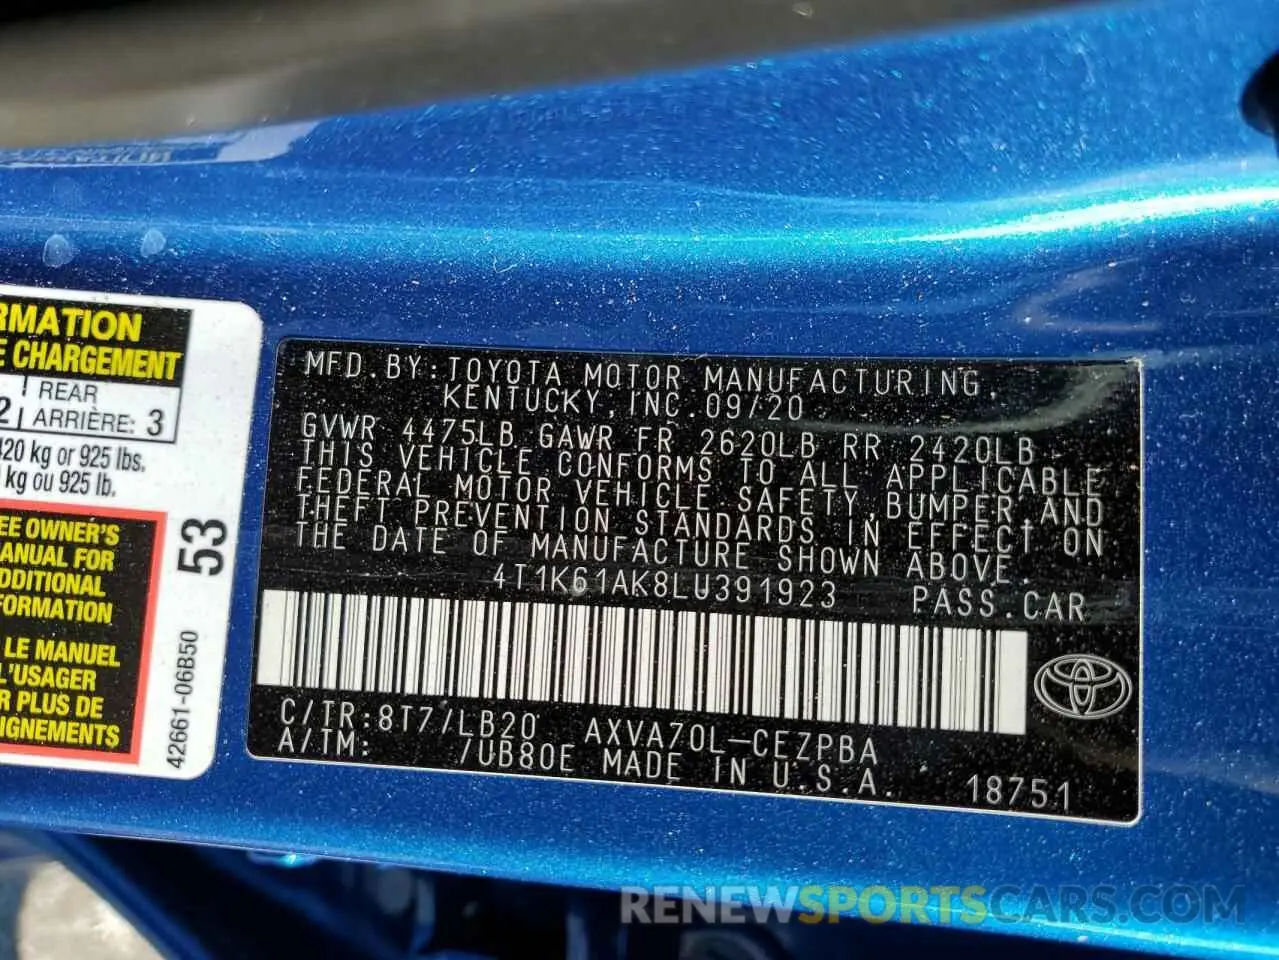 RMATION
E CHARGEMENT
2 REAR
ARRIÈRE: 3
420 kg or 925 lbs.
kg ou 925 lb.
EE OWNER'S
ANUAL FOR
DDITIONAL
FORMATION
LE MANUEL
L'USAGER
R PLUS DE
IGNEMENTS
53
42661-06B50
MFD. BY: TOYOTA MOTOR MANUFACTURING
KENTUCKY, INC. 09/20
GVWR 4475LB GAWR FR 2620LB RR 2420LB
THIS VEHICLE CONFORMS TO ALL APPLICABLE
FEDERAL MOTOR VEHICLE SAFETY, BUMPER AND
THEFT PREVENTION STANDARDS IN EFFECT ON
THE DATE OF MANUFACTURE SHOWN ABOVE.
4T1K61AK8LU391923 PASS. CAR
C/TR: 8T7/LB20 AXVA70L-CEZPBA
A/TM: /UB80E MADE IN U.S.A. 18751
RENEWSPORTSCARS.COM